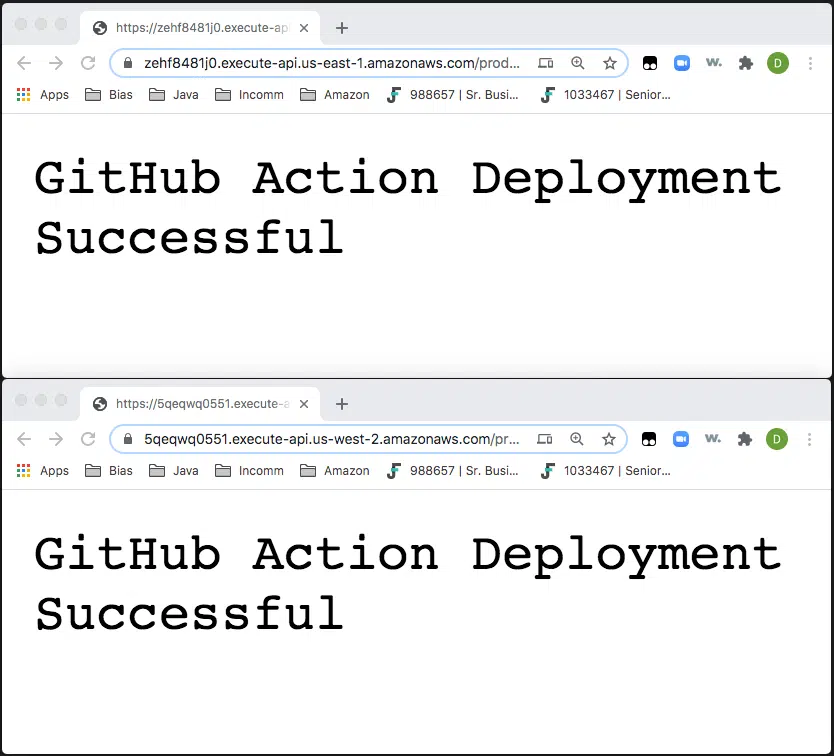 https://zehf8481j0.execute-api
zehf8481j0.execute-api.us-east-1.amazonaws.com/prod...
w.
D
Apps Bias Java Incomm Amazon 988657 | Sr. Busi... 1033467 | Senior...
GitHub Action Deployment
Successful
https://5qeqwq0551.execute-a
5qeqwq0551.execute-api.us-west-2.amazonaws.com/pr...
w.
D
Apps Bias Java Incomm Amazon 988657 | Sr. Busi... 1033467 | Senior...
GitHub Action Deployment
Successful